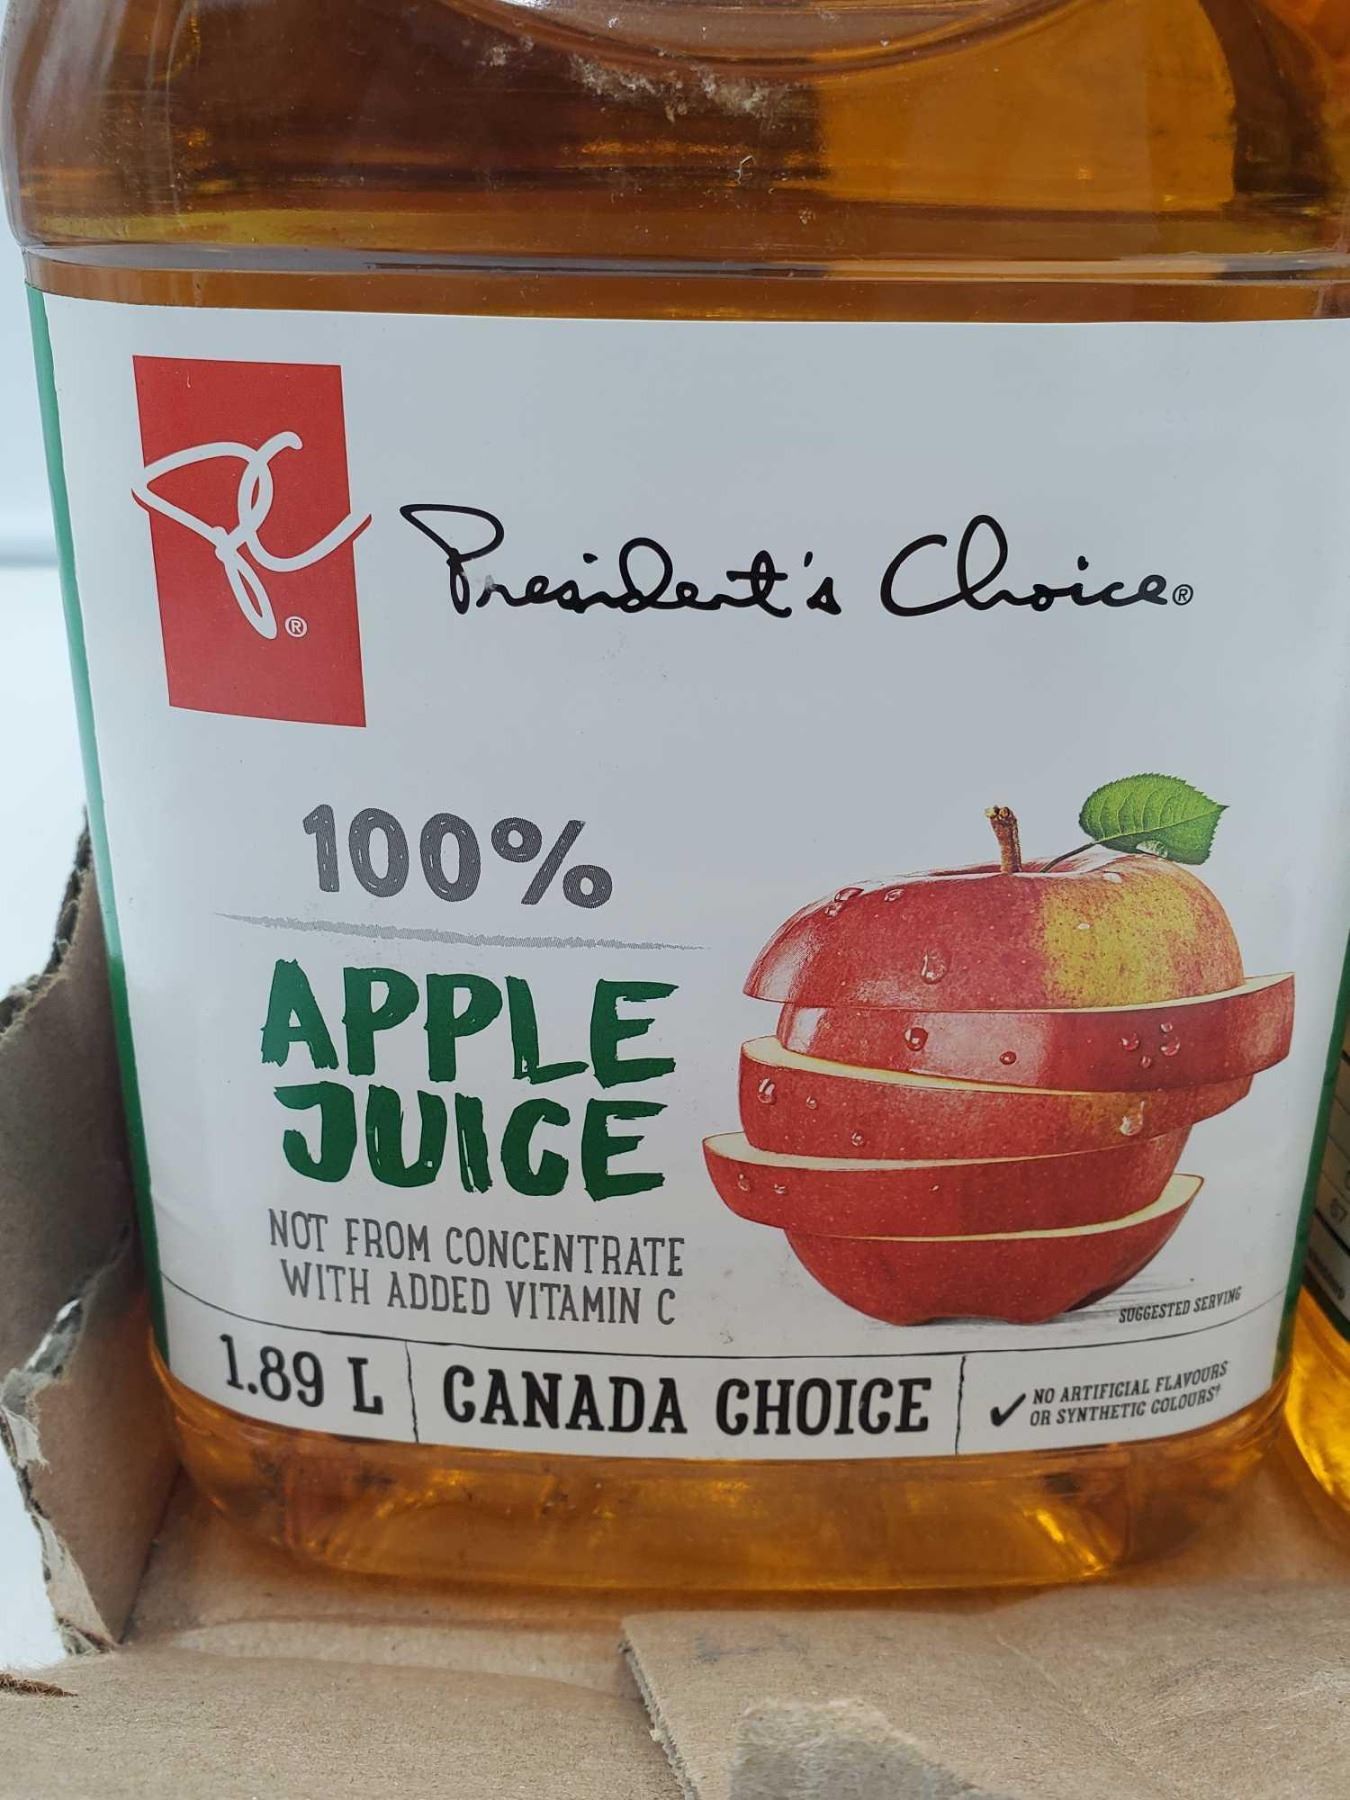 PC®
President's Choice®
100%
APPLE
JUICE
NOT FROM CONCENTRATE
WITH ADDED VITAMIN C
SUGGESTED SERVING
1.89 L
CANADA CHOICE
NO ARTIFICIAL FLAVOURS
OR SYNTHETIC COLOURS†